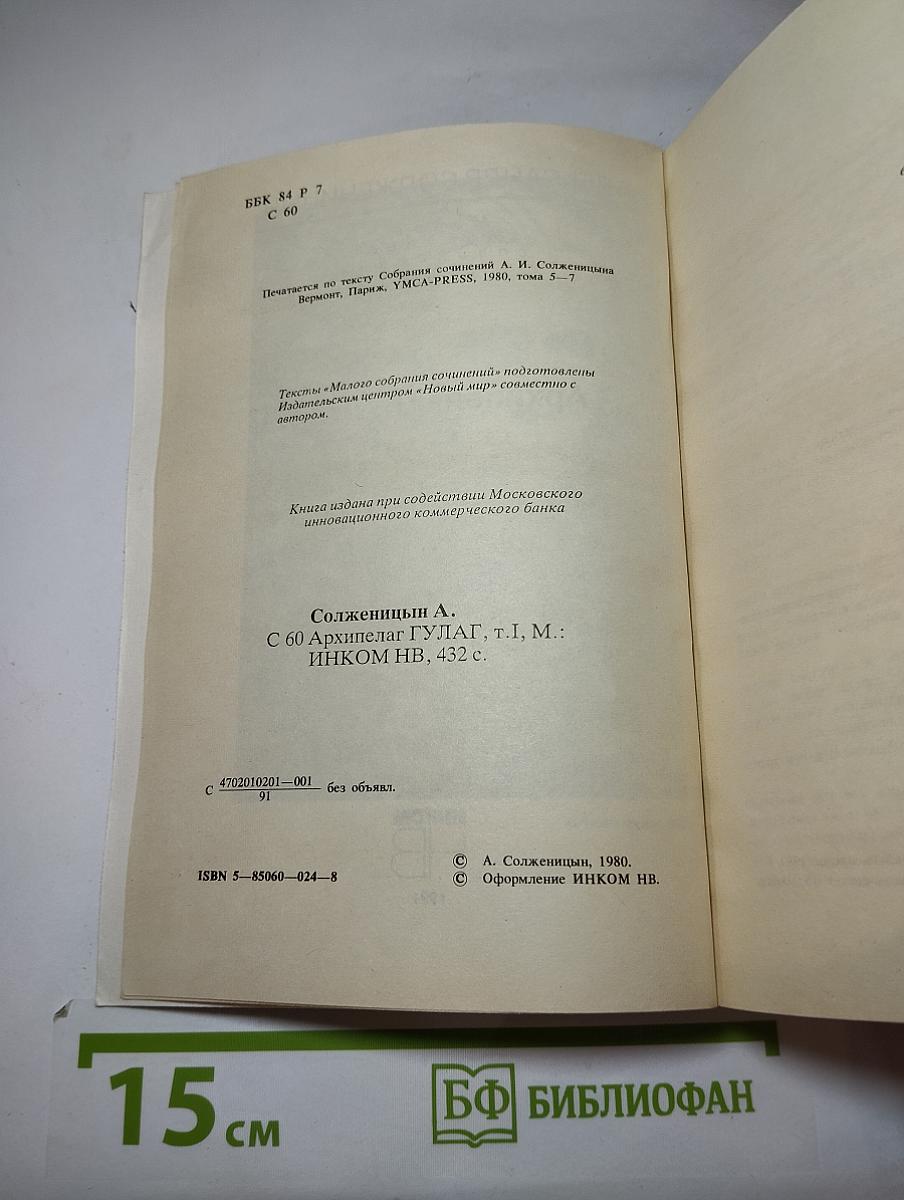 ББК 84 Р 7
С 60
Печатается по тексту Собрания сочинений А. И. Солженицына
Вермонт, Париж, YMCA-PRESS, 1980, тома 5—7
Тексты «Малого собрания сочинений» подготовлены
Издательским центром «Новый мир» совместно с
автором.
Книга издана при содействии Московского
инновационного коммерческого банка
Солженицын А.
С 60 Архипелаг ГУЛАГ, т.I, М.:
ИНКОМ НВ, 432 с.
С 4702010201—001 без объявл.
91
ISBN 5—85060—024—8
© А. Солженицын, 1980.
© Оформление ИНКОМ НВ.
15 см
БФ БИБЛИОФАН